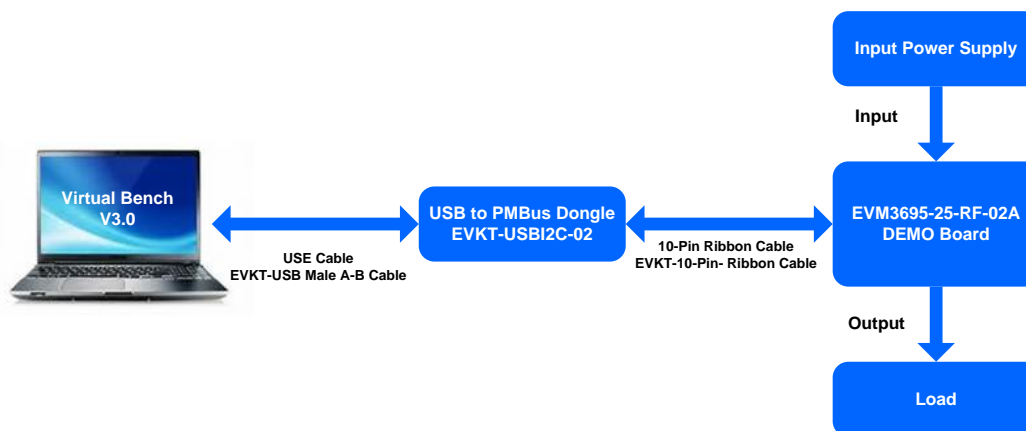 Input Power Supply
Input
Virtual Bench
V3.0
USB to PMBus Dongle
EVKT-USBI2C-02
EVM3695-25-RF-02A
DEMO Board
USE Cable
EVKT-USB Male A-B Cable
10-Pin Ribbon Cable
EVKT-10-Pin- Ribbon Cable
Output
Load